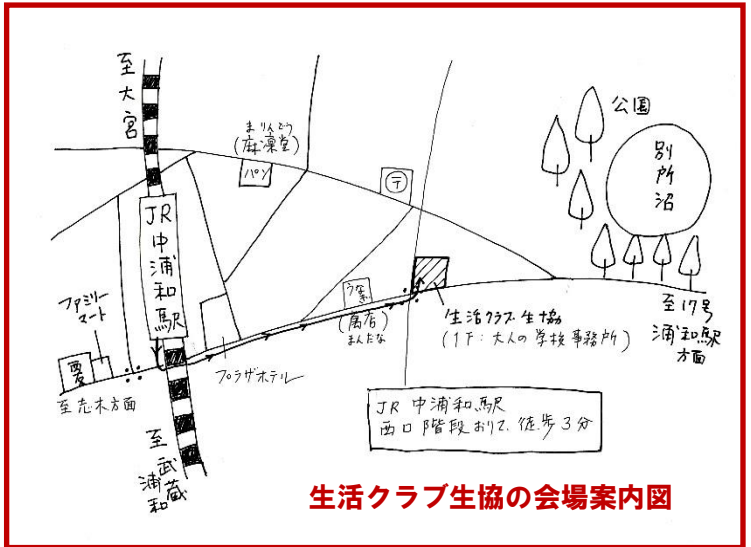 至大宮
まりんどう
(麻凜堂)
パン
〒
公園
別所沼
JR中浦和駅
ファミリーマート
至志木方面
プラザホテル
うなぎ
(萬店)
まんだな
生活クラブ生協
(1F:大人の学校事務所)
至17号
浦和駅
方面
至武蔵浦和
JR 中浦和駅
西口階段おりて、徒歩3分
生活クラブ生協の会場案内図